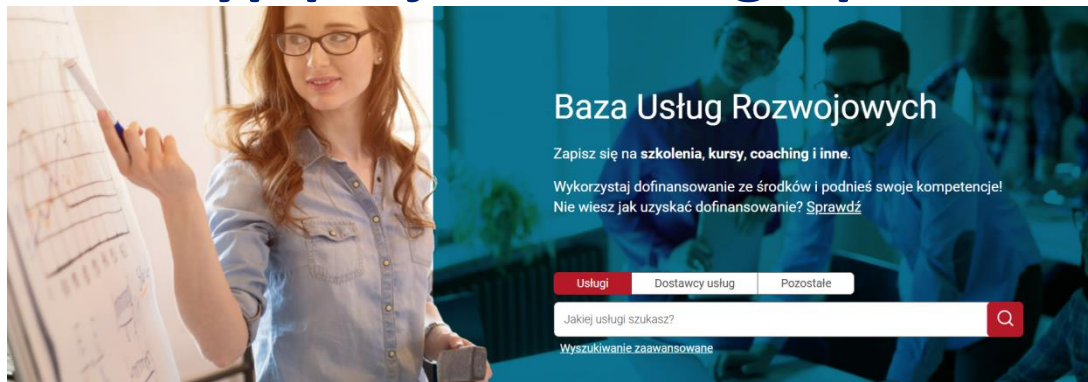 Baza Usług Rozwojowych
Zapisz się na szkolenia, kursy, coaching i inne.
Wykorzystaj dofinansowanie ze środków i podnieś swoje kompetencje!
Nie wiesz jak uzyskać dofinansowanie? Sprawdź
Usługi Dostawcy usług Pozostałe
Jakiej usługi szukasz?
Wyszukiwanie zaawansowane